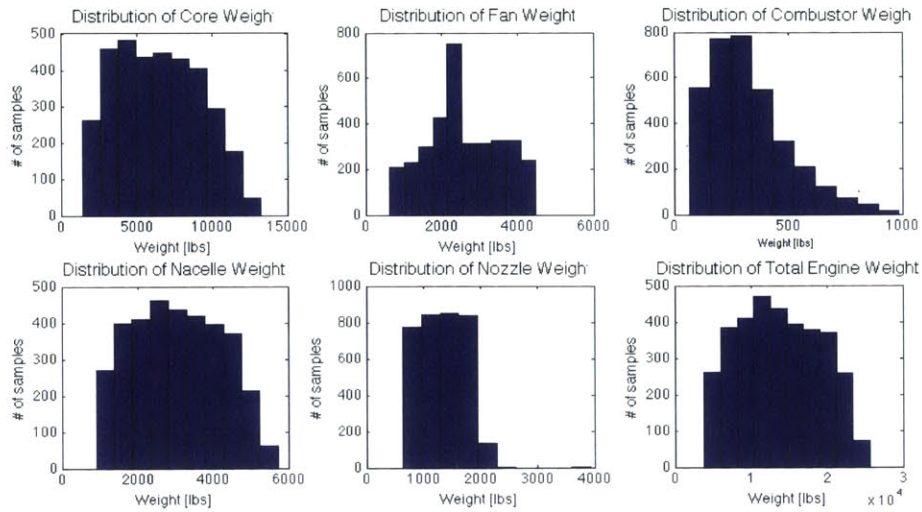 Distribution of Core Weigh
# of samples
500
400
300
200
100
0
0 5000 10000 15000
Weight [lbs]
Distribution of Fan Weight
# of samples
800
600
400
200
0
0 2000 4000 6000
Weight [lbs]
Distribution of Combustor Weigh
# of samples
800
600
400
200
0
0 500 1000
Weight [lbs]
Distribution of Nacelle Weight
# of samples
500
400
300
200
100
0
0 2000 4000 6000
Weight [lbs]
Distribution of Nozzle Weigh
# of samples
1000
800
600
400
200
0
0 1000 2000 3000 4000
Weight [lbs]
Distribution of Total Engine Weight
# of samples
500
400
300
200
100
0
0 1 2 3
Weight [lbs]
x 10^4